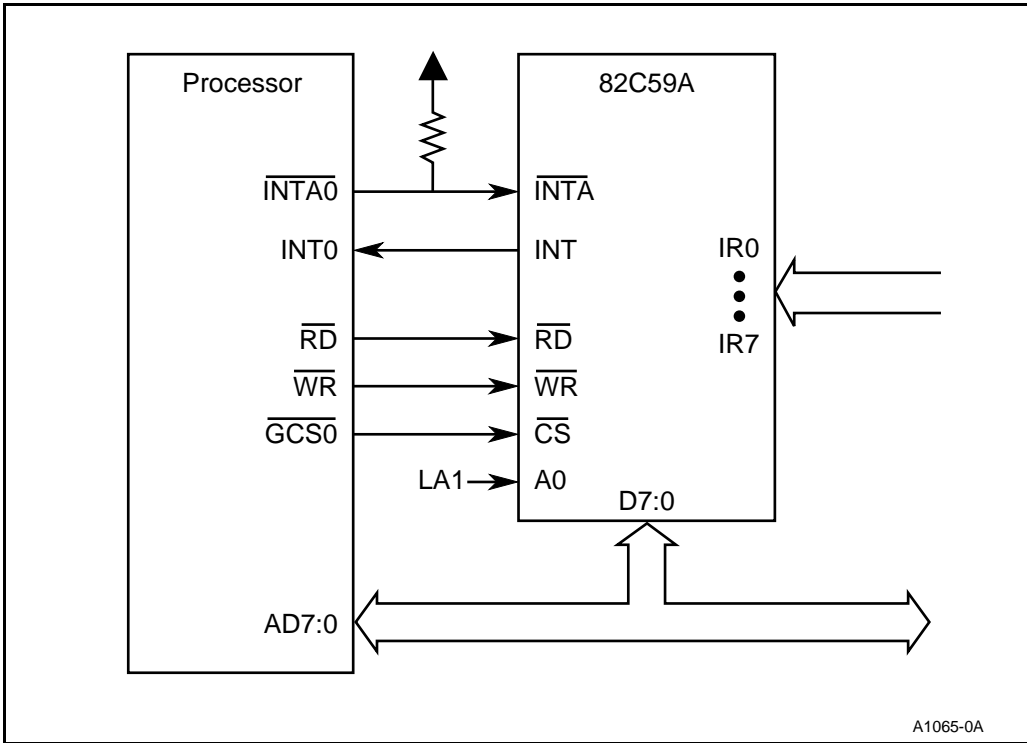 Processor
82C59A
INTA0
INTA
INT0
INT
IR0
IR7
RD
RD
WR
WR
GCS0
CS
LA1
A0
D7:0
AD7:0
A1065-0A